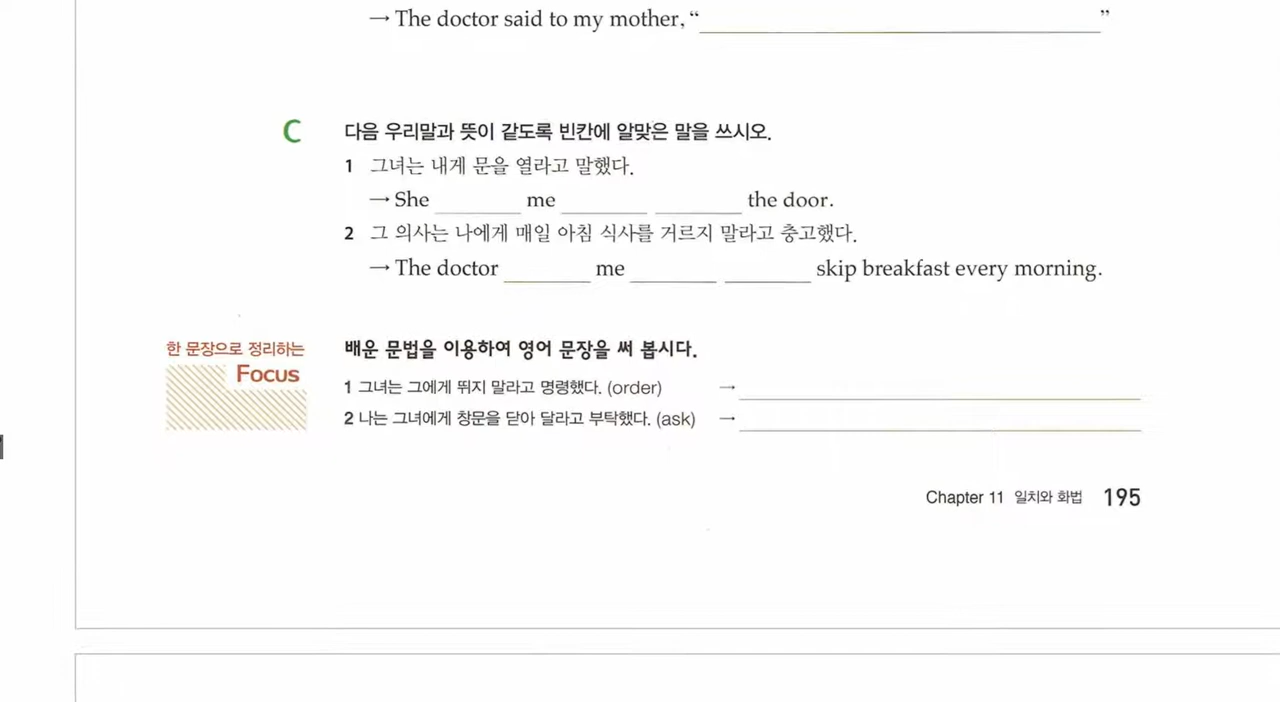 → The doctor said to my mother, “____________________”
C 다음 우리말과 뜻이 같도록 빈칸에 알맞은 말을 쓰시오.
1 그녀는 내게 문을 열라고 말했다.
→ She ________ me ________ ________ the door.
2 그 의사는 나에게 매일 아침 식사를 거르지 말라고 충고했다.
→ The doctor ________ me ________ ________ skip breakfast every morning.
한 문장으로 정리하는
Focus
배운 문법을 이용하여 영어 문장을 써 봅시다.
1 그녀는 그에게 뛰지 말라고 명령했다. (order) → ____________________
2 나는 그녀에게 창문을 닫아 달라고 부탁했다. (ask) → ____________________
Chapter 11 일치와 화법 195